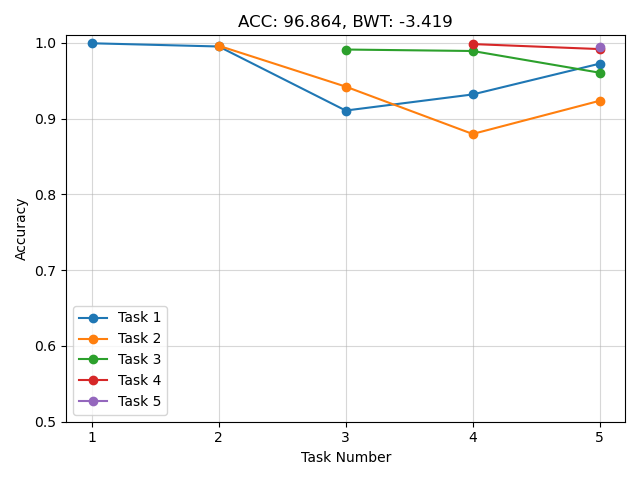 ACC: 96.864, BWT: -3.419
1.0
0.9
0.8
0.7
0.6
0.5
Accuracy
Task 1
Task 2
Task 3
Task 4
Task 5
1 2 3 4 5
Task Number